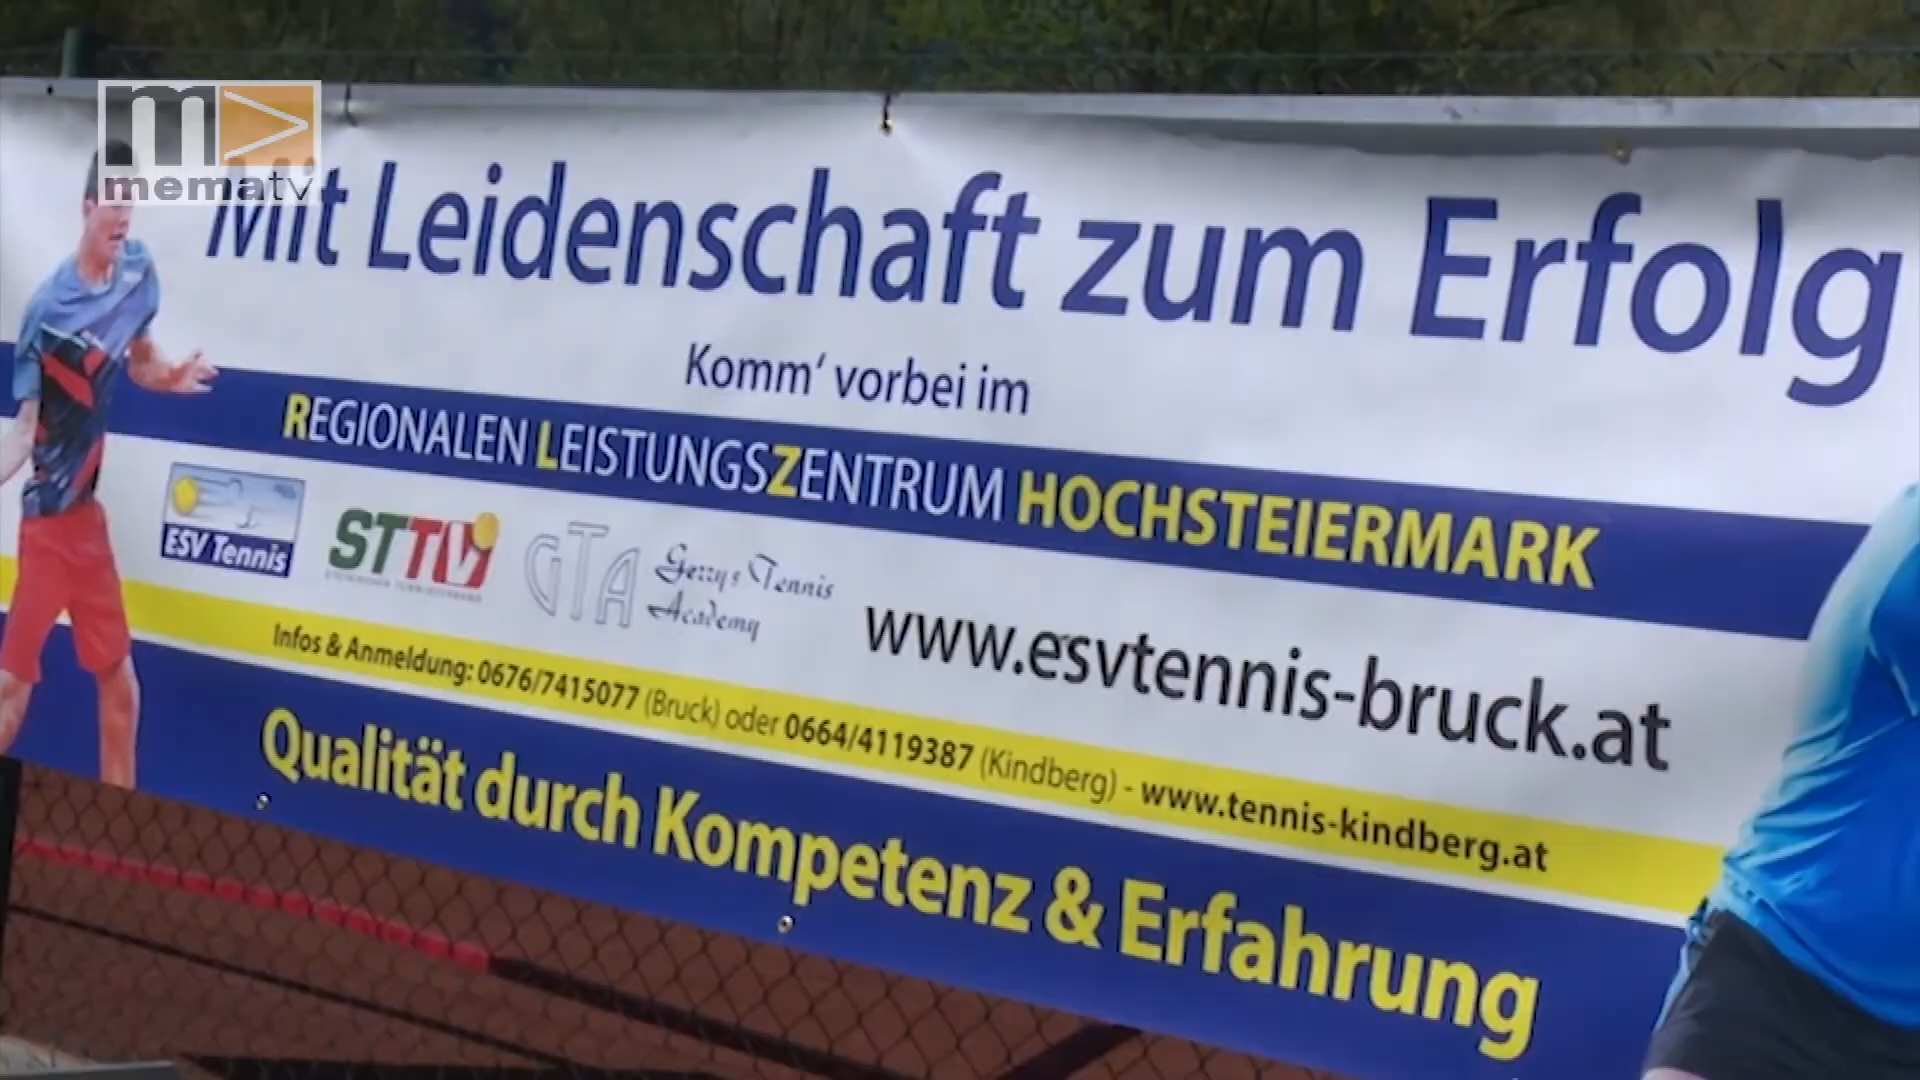 m>
mematv
Mit Leidenschaft zum Erfolg
Komm' vorbei im
REGIONALEN LEISTUNGSZENTRUM HOCHSTEIERMARK
ESV Tennis
STTV
GTA Gerry's Tennis
Academy
www.esvtennis-bruck.at
Infos & Anmeldung: 0676/7415077 (Bruck) oder 0664/4119387 (Kindberg) - www.tennis-kindberg.at
Qualität durch Kompetenz & Erfahrung